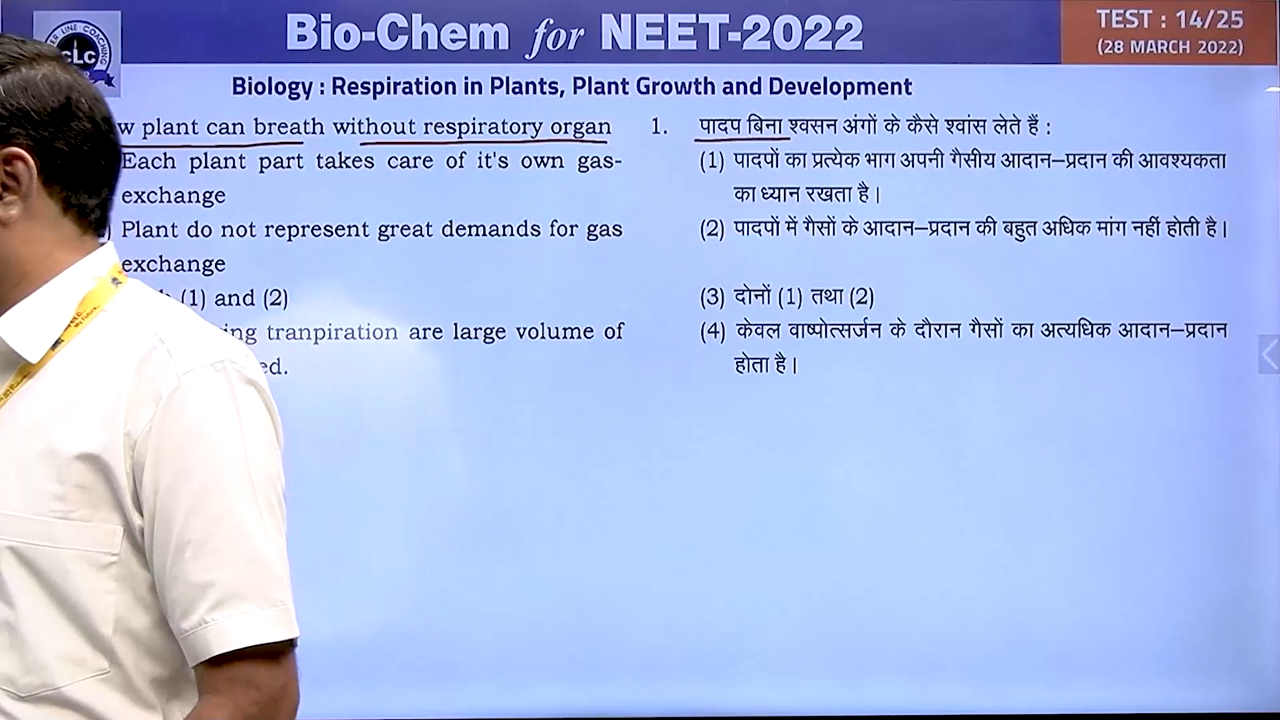 Bio-Chem for NEET-2022
TEST : 14/25
(28 MARCH 2022)
CLC
Biology : Respiration in Plants, Plant Growth and Development
w plant can breath without respiratory organ
Each plant part takes care of it's own gas-
exchange
Plant do not represent great demands for gas
exchange
(1) and (2)
ing tranpiration are large volume of
ed.
1. पादप बिना श्वसन अंगों के कैसे श्वांस लेते हैं :
(1) पादपों का प्रत्येक भाग अपनी गैसीय आदान–प्रदान की आवश्यकता
का ध्यान रखता है।
(2) पादपों में गैसों के आदान–प्रदान की बहुत अधिक मांग नहीं होती है।
(3) दोनों (1) तथा (2)
(4) केवल वाष्पोत्सर्जन के दौरान गैसों का अत्यधिक आदान–प्रदान
होता है।